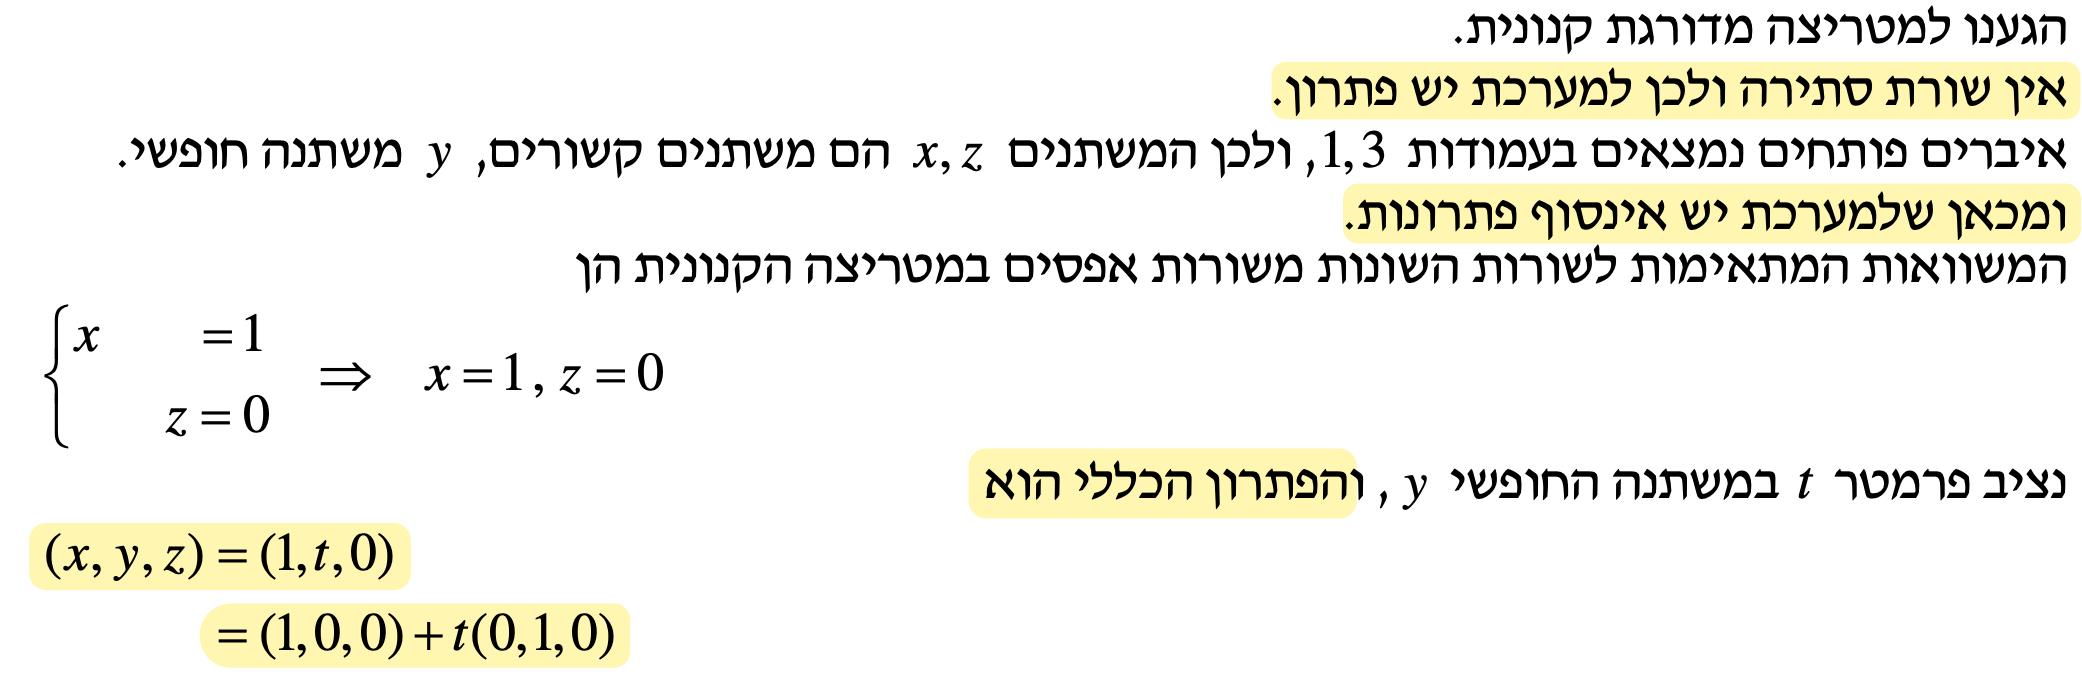 הגענו למטריצה מדורגת קנונית.
אין שורת סתירה ולכן למערכת יש פתרון.
איברים פותחים נמצאים בעמודות 1,3, ולכן המשתנים x, z הם משתנים קשורים, y משתנה חופשי.
ומכאן שלמערכת יש אינסוף פתרונות.
המשוואות המתאימות לשורות השונות משורות אפסים במטריצה הקנונית הן
{ x = 1
z = 0 ⇒ x = 1, z = 0
נציב פרמטר t במשתנה החופשי y, והפתרון הכללי הוא
(x, y, z) = (1, t, 0)
= (1, 0, 0) + t(0, 1, 0)